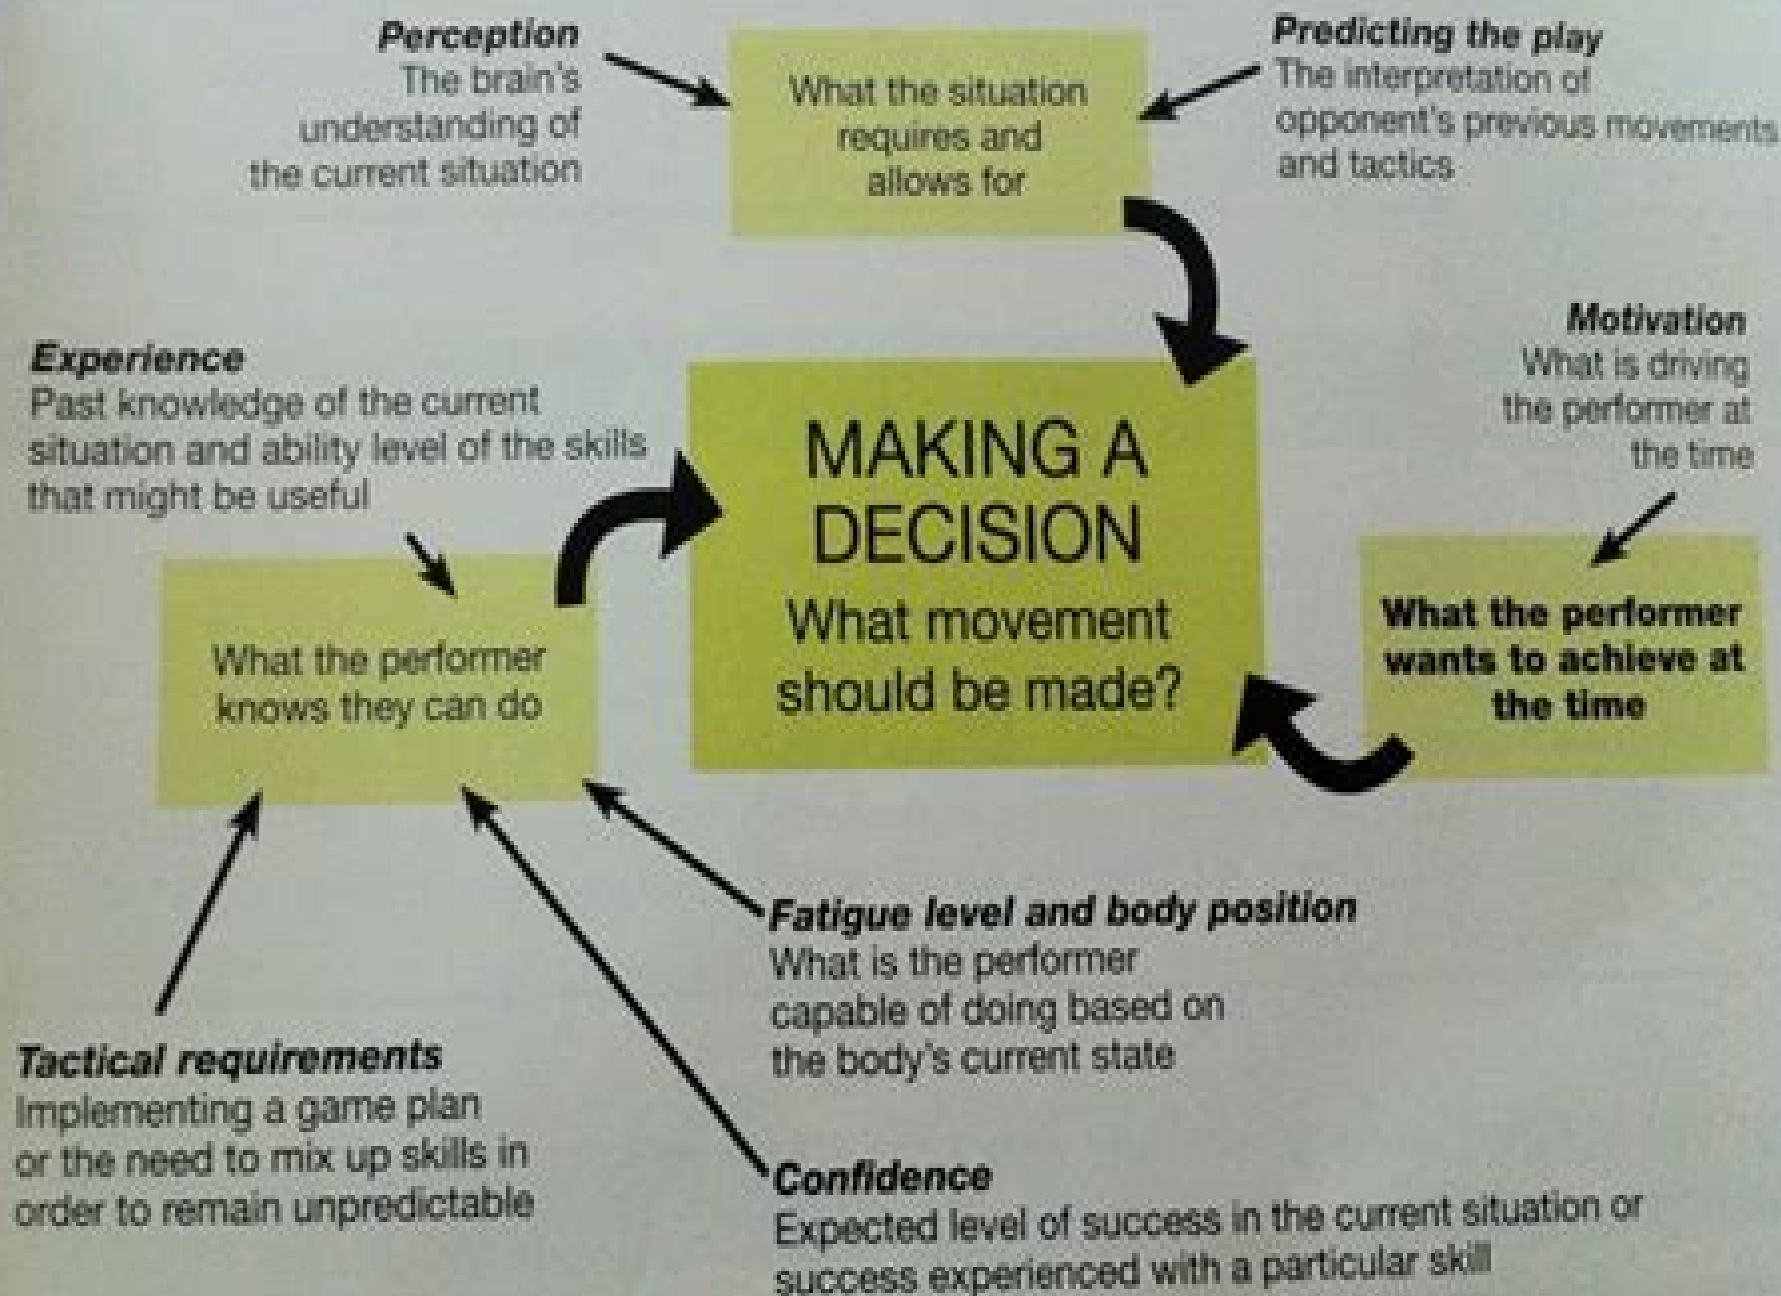 Perception
The brain's
understanding of
the current situation
What the situation
requires and
allows for
Predicting the play
The interpretation of
opponent's previous movements
and tactics
Experience
Past knowledge of the current
situation and ability level of the skills
that might be useful
MAKING A
DECISION
What movement
should be made?
Motivation
What is driving
the performer at
the time
What the performer
knows they can do
What the performer
wants to achieve at
the time
Fatigue level and body position
What is the performer
capable of doing based on
the body's current state
Tactical requirements
Implementing a game plan
or the need to mix up skills in
order to remain unpredictable
Confidence
Expected level of success in the current situation or
success experienced with a particular skill